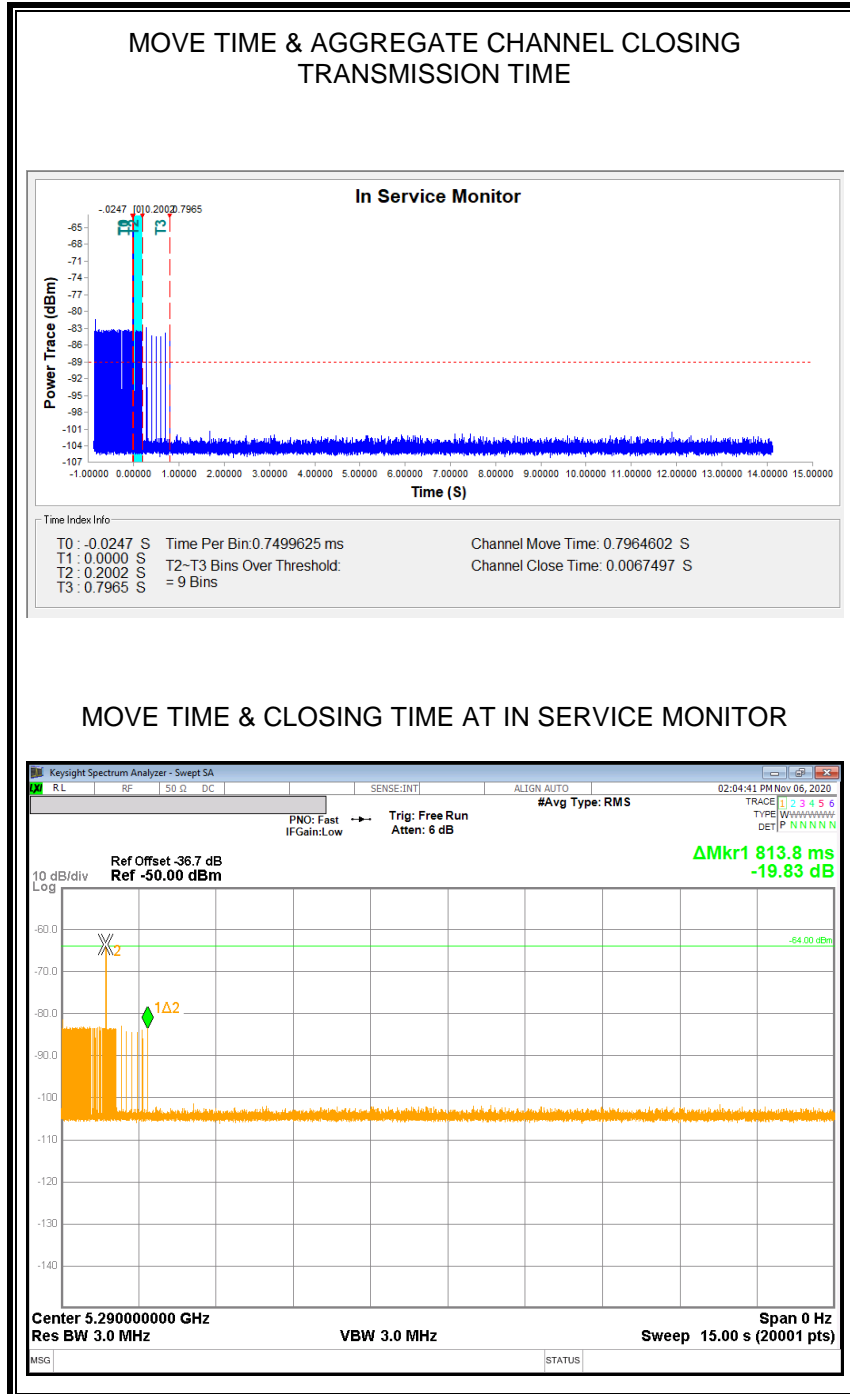 MOVE TIME & AGGREGATE CHANNEL CLOSING
TRANSMISSION TIME
In Service Monitor
-.0247 [0]0.2002 0.7965
T2
T3
Power Trace (dBm)
-65
-68
-71
-74
-77
-80
-83
-86
-89
-92
-95
-98
-101
-104
-107
-1.00000 0.00000 1.00000 2.00000 3.00000 4.00000 5.00000 6.00000 7.00000 8.00000 9.00000 10.00000 11.00000 12.00000 13.00000 14.00000 15.00000
Time (S)
Time Index Info
T0 : -0.0247 S Time Per Bin:0.7499625 ms Channel Move Time: 0.7964602 S
T1 : 0.0000 S T2~T3 Bins Over Threshold: Channel Close Time: 0.0067497 S
T2 : 0.2002 S = 9 Bins
T3 : 0.7965 S
MOVE TIME & CLOSING TIME AT IN SERVICE MONITOR
Keysight Spectrum Analyzer - Swept SA
LXI RL RF 50 Ω DC SENSE:INT ALIGN AUTO 02:04:41 PM Nov 06, 2020
#Avg Type: RMS
TRACE 1 2 3 4 5 6
TYPE WWWWWW
DET P N N N N N
PNO: Fast Trig: Free Run
IFGain:Low Atten: 6 dB
ΔMkr1 813.8 ms
-19.83 dB
Ref Offset -36.7 dB
10 dB/div Ref -50.00 dBm
Log
-60.0
-64.00 dBm
2
-70.0
-80.0
1Δ2
-90.0
-100
-110
-120
-130
-140
Center 5.290000000 GHz Span 0 Hz
Res BW 3.0 MHz VBW 3.0 MHz Sweep 15.00 s (20001 pts)
MSG STATUS